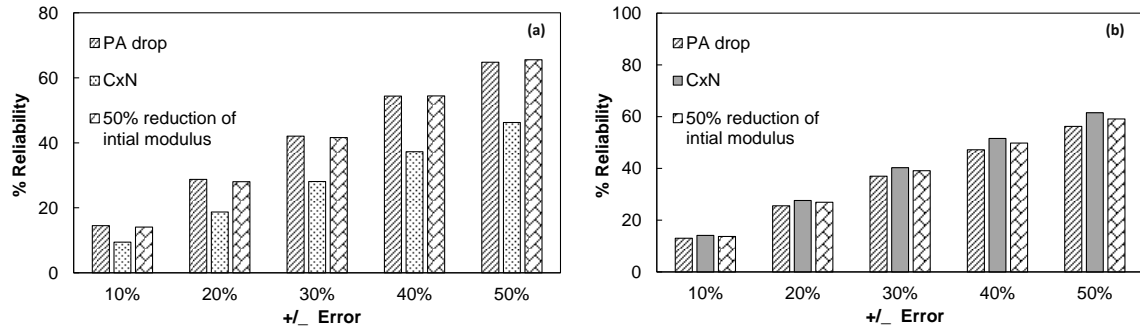 (a)
80
60
40
20
0
% Reliability
PA drop
CxN
50% reduction of
intial modulus
10% 20% 30% 40% 50%
+/_ Error
(b)
100
80
60
40
20
0
% Reliability
PA drop
CxN
50% reduction of
intial modulus
10% 20% 30% 40% 50%
+/_ Error